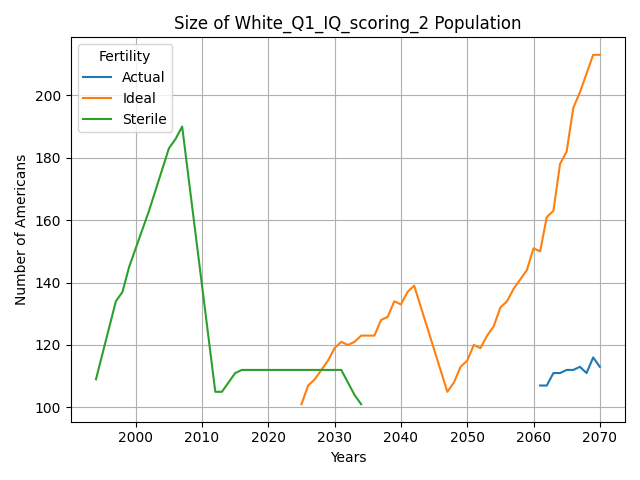 Size of White_Q1_IQ_scoring_2 Population
Fertility
Actual
Ideal
Sterile
Number of Americans
200
180
160
140
120
100
2000 2010 2020 2030 2040 2050 2060 2070
Years